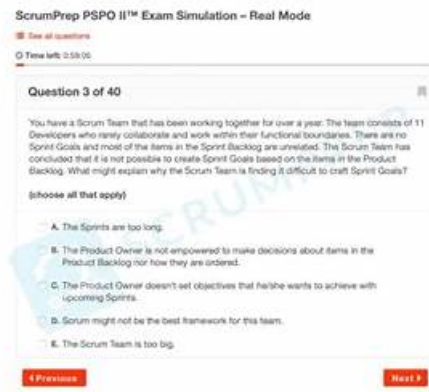 ScrumPrep PSPO II™ Exam Simulation – Real Mode
See all questions
Time left: 0:59:05
Question 3 of 40
You have a Scrum Team that has been working together for over a year. The team consists of 11
Developers who rarely collaborate and work within their functional boundaries. There are no
Sprint Goals and most of the items in the Sprint Backlog are unrelated. The Scrum Team has
concluded that it is not possible to create Sprint Goals based on the items in the Product
Backlog. What might explain why the Scrum Team is finding it difficult to craft Sprint Goals?
(choose all that apply)
A. The Sprints are too long.
B. The Product Owner is not empowered to make decisions about items in the
Product Backlog nor how they are ordered.
C. The Product Owner doesn't set objectives that he/she wants to achieve with
upcoming Sprints.
D. Scrum might not be the best framework for this team.
E. The Scrum Team is too big.
Previous
Next